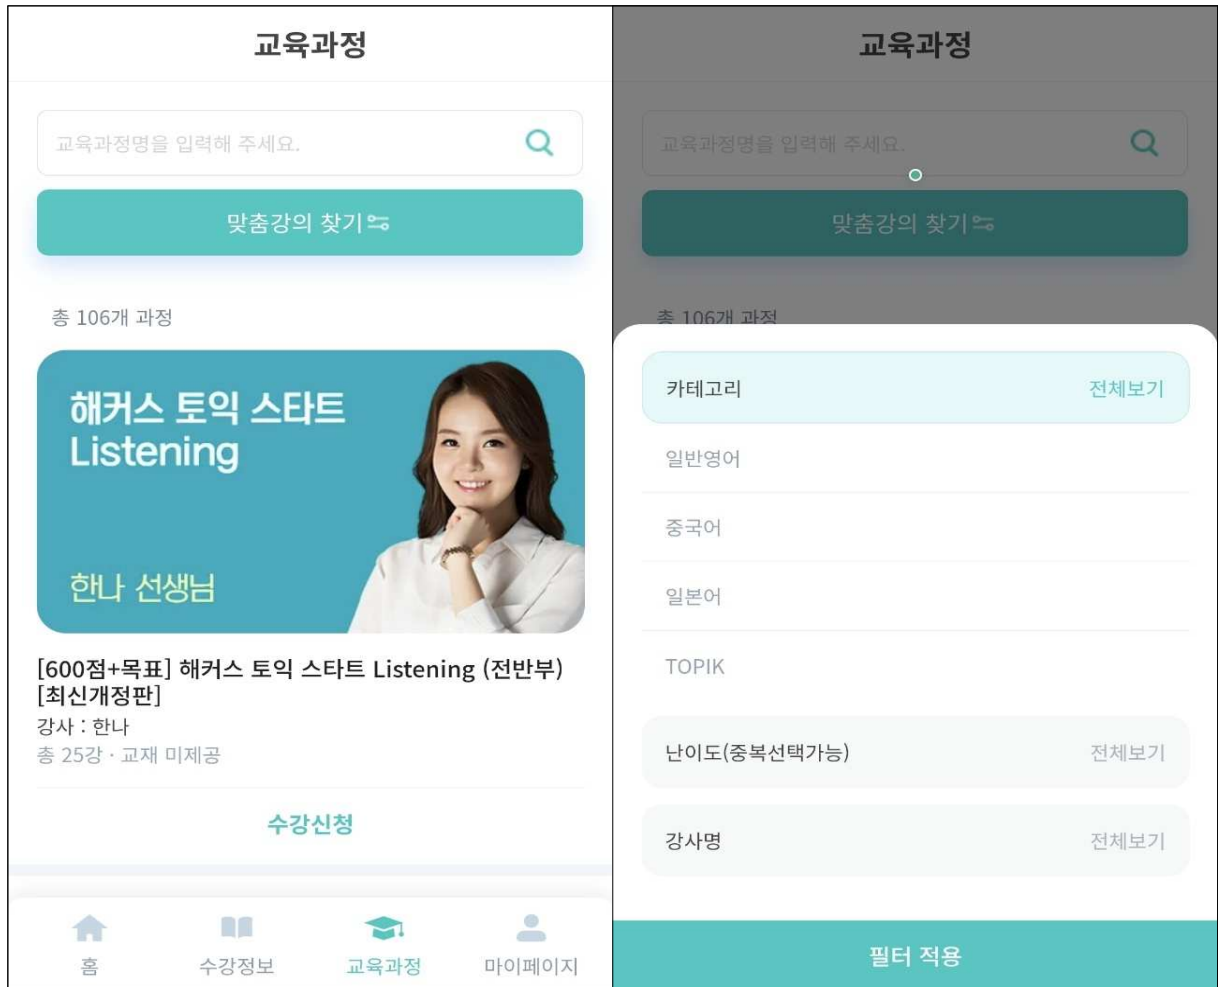 교육과정
교육과정명을 입력해 주세요.
맞춤강의 찾기
총 106개 과정
해커스 토익 스타트
Listening
한나 선생님
[600점+목표] 해커스 토익 스타트 Listening (전반부)
[최신개정판]
강사 : 한나
총 25강 · 교재 미제공
수강신청
홈
수강정보
교육과정
마이페이지
교육과정
교육과정명을 입력해 주세요.
맞춤강의 찾기
총 106개 과정
카테고리 전체보기
일반영어
중국어
일본어
TOPIK
난이도(중복선택가능) 전체보기
강사명 전체보기
필터 적용